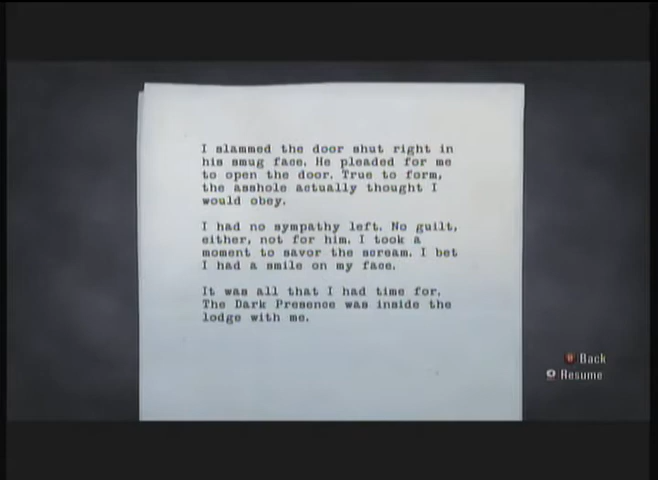 I slammed the door shut right in
his smug face. He pleaded for me
to open the door. True to form,
the asshole actually thought I
would obey.
I had no sympathy left. No guilt,
either, not for him. I took a
moment to savor the scream. I bet
I had a smile on my face.
It was all that I had time for.
The Dark Presence was inside the
lodge with me.
B Back
Resume